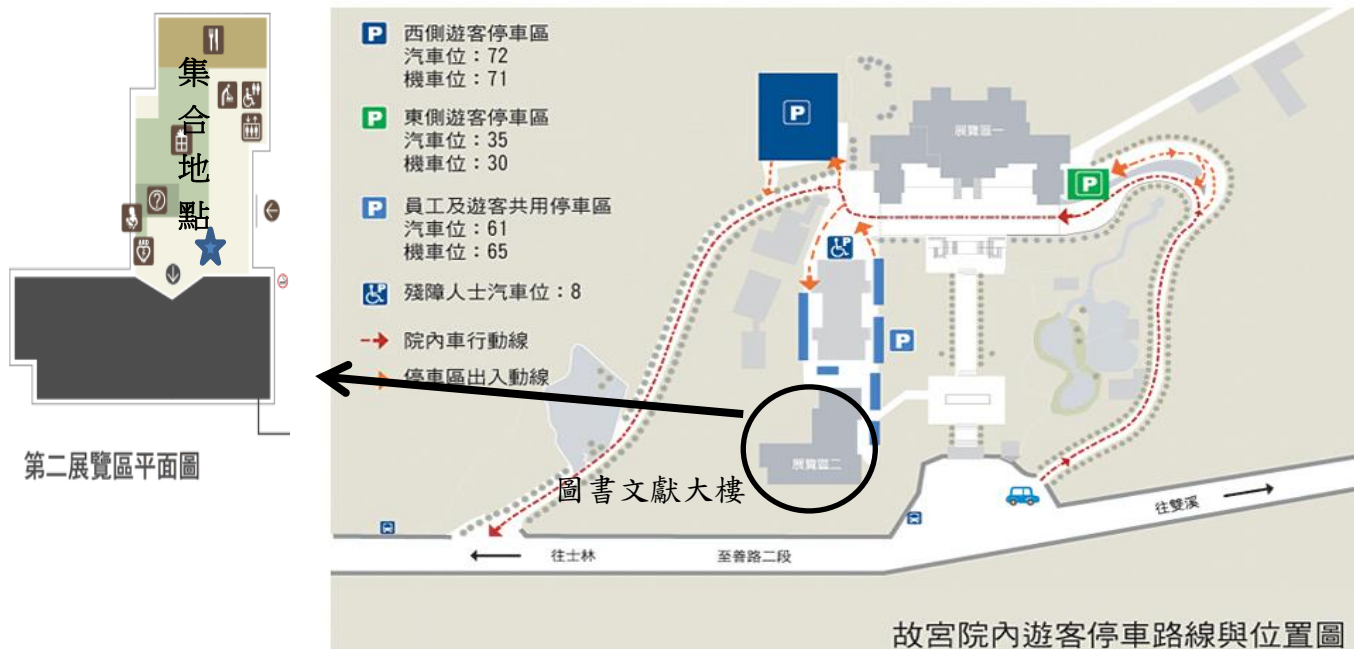 集
合
地
點
AED
第二展覽區平面圖
P 西側遊客停車區
汽車位：72
機車位：71
P 東側遊客停車區
汽車位：35
機車位：30
P 員工及遊客共用停車區
汽車位：61
機車位：65
P 殘障人士汽車位：8
院內車行動線
停車區出入動線
P
展覽區一
P
P
P
展覽區二
圖書文獻大樓
往雙溪
往士林
至善路二段
故宮院內遊客停車路線與位置圖